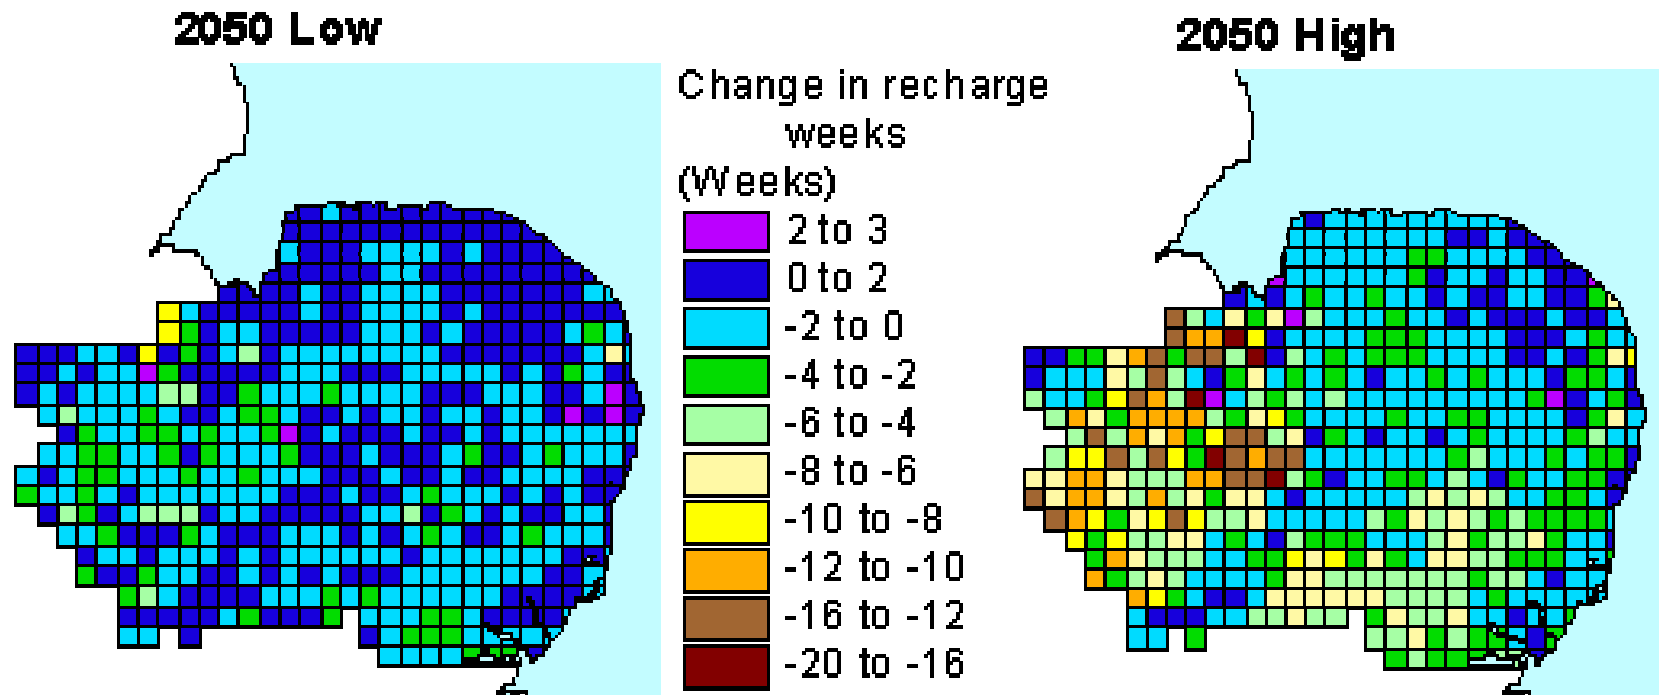 2050 Low
2050 High
Change in recharge
weeks
(Weeks)
2 to 3
0 to 2
-2 to 0
-4 to -2
-6 to -4
-8 to -6
-10 to -8
-12 to -10
-16 to -12
-20 to -16